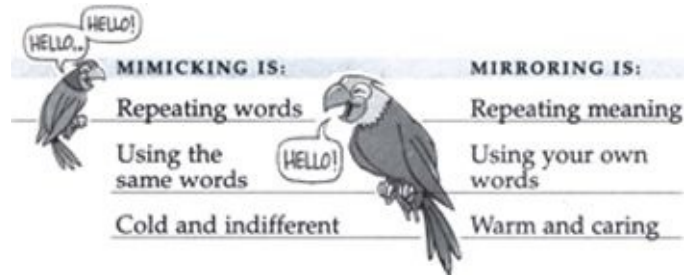 HELLO!
HELLO..
MIMICKING IS:
MIRRORING IS:
Repeating words
Repeating meaning
HELLO!
Using the
same words
Using your own
words
Cold and indifferent
Warm and caring